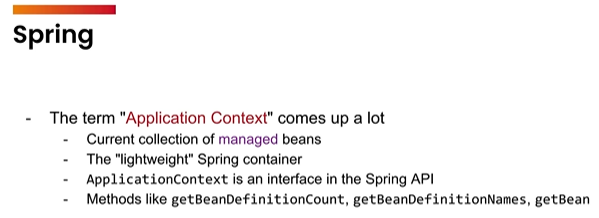 Spring
- The term "Application Context" comes up a lot
- Current collection of managed beans
- The "lightweight" Spring container
- ApplicationContext is an interface in the Spring API
- Methods like getBeanDefinitionCount, getBeanDefinitionNames, getBean